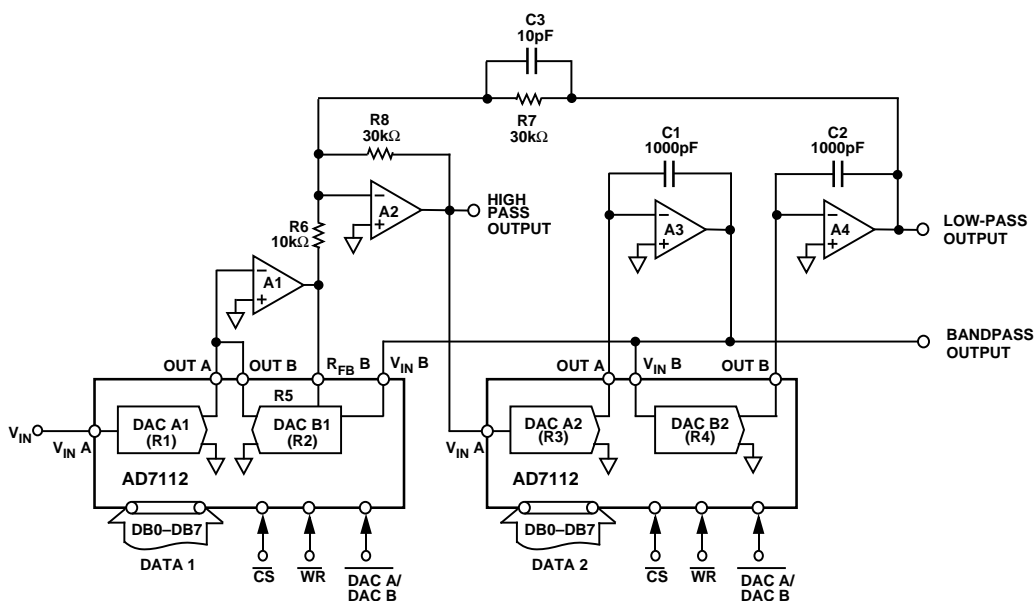 C3
10pF
R7
30kΩ
R8
30kΩ
C1
1000pF
C2
1000pF
A2
HIGH
PASS
OUTPUT
A3
A4
LOW-PASS
OUTPUT
R6
10kΩ
A1
BANDPASS
OUTPUT
OUT A
OUT B
RFB B
VIN B
OUT A
VIN B
OUT B
R5
VIN
VIN A
DAC A1
(R1)
DAC B1
(R2)
VIN A
DAC A2
(R3)
DAC B2
(R4)
AD7112
AD7112
DB0–DB7
DATA 1
CS
WR
DAC A/
DAC B
DB0–DB7
DATA 2
CS
WR
DAC A/
DAC B